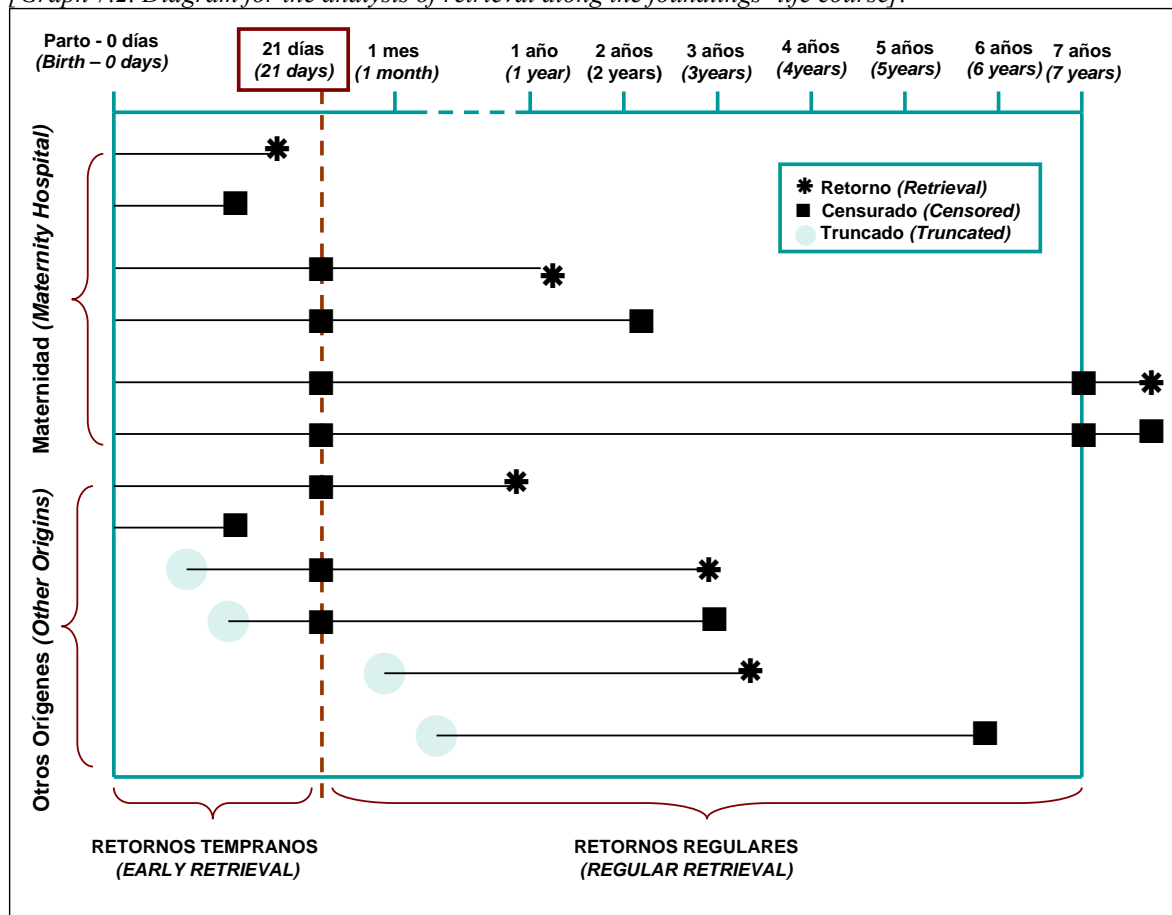 [Graph 7.2. Diagram for the analysis of retrieval along the foundlings' life course].
Parto - 0 días
(Birth – 0 days)
21 días
(21 days)
1 mes
(1 month)
1 año
(1 year)
2 años
(2 years)
3 años
(3years)
4 años
(4years)
5 años
(5years)
6 años
(6 years)
7 años
(7 years)
Retorno (Retrieval)
Censurado (Censored)
Truncado (Truncated)
Maternidad (Maternity Hospital)
Otros Orígenes (Other Origins)
RETORNOS TEMPRANOS
(EARLY RETRIEVAL)
RETORNOS REGULARES
(REGULAR RETRIEVAL)